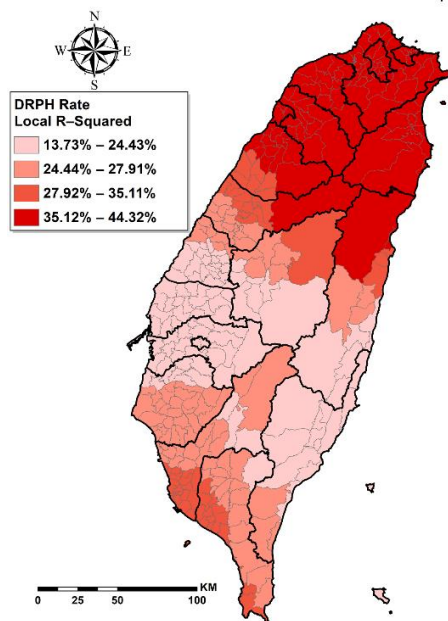 N
W E
S
DRPH Rate
Local R–Squared
13.73% – 24.43%
24.44% – 27.91%
27.92% – 35.11%
35.12% – 44.32%
KM
0 25 50 100